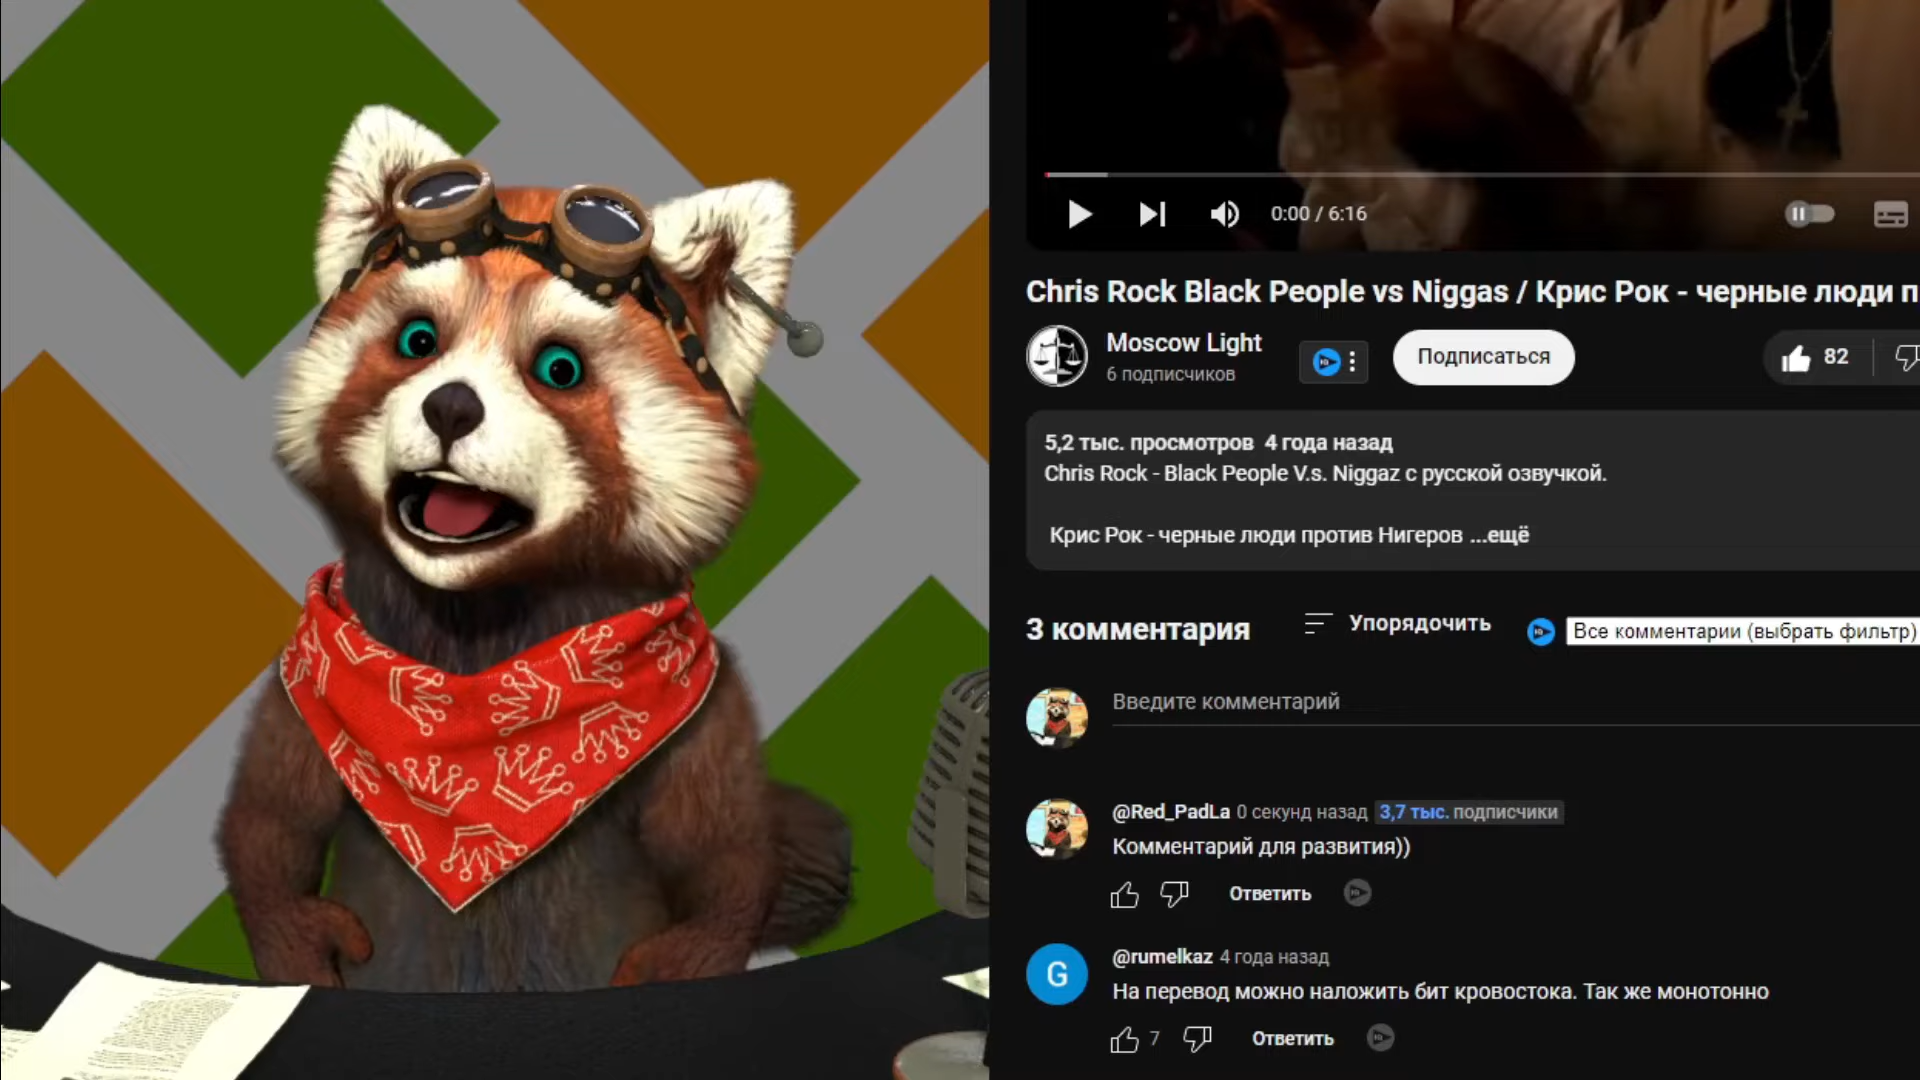 0:00 / 6:16
Chris Rock Black People vs Niggas / Крис Рок - черные люди п
Moscow Light
6 подписчиков
Подписаться
82
5,2 тыс. просмотров 4 года назад
Chris Rock - Black People V.s. Niggaz с русской озвучкой.
Крис Рок - черные люди против Нигеров ...ещё
3 комментария
Упорядочить
Все комментарии (выбрать фильтр)
Введите комментарий
@Red_PadLa 0 секунд назад 3,7 тыс. подписчики
Комментарий для развития))
Ответить
G
@rumelkaz 4 года назад
На перевод можно наложить бит кровостока. Так же монотонно
7
Ответить